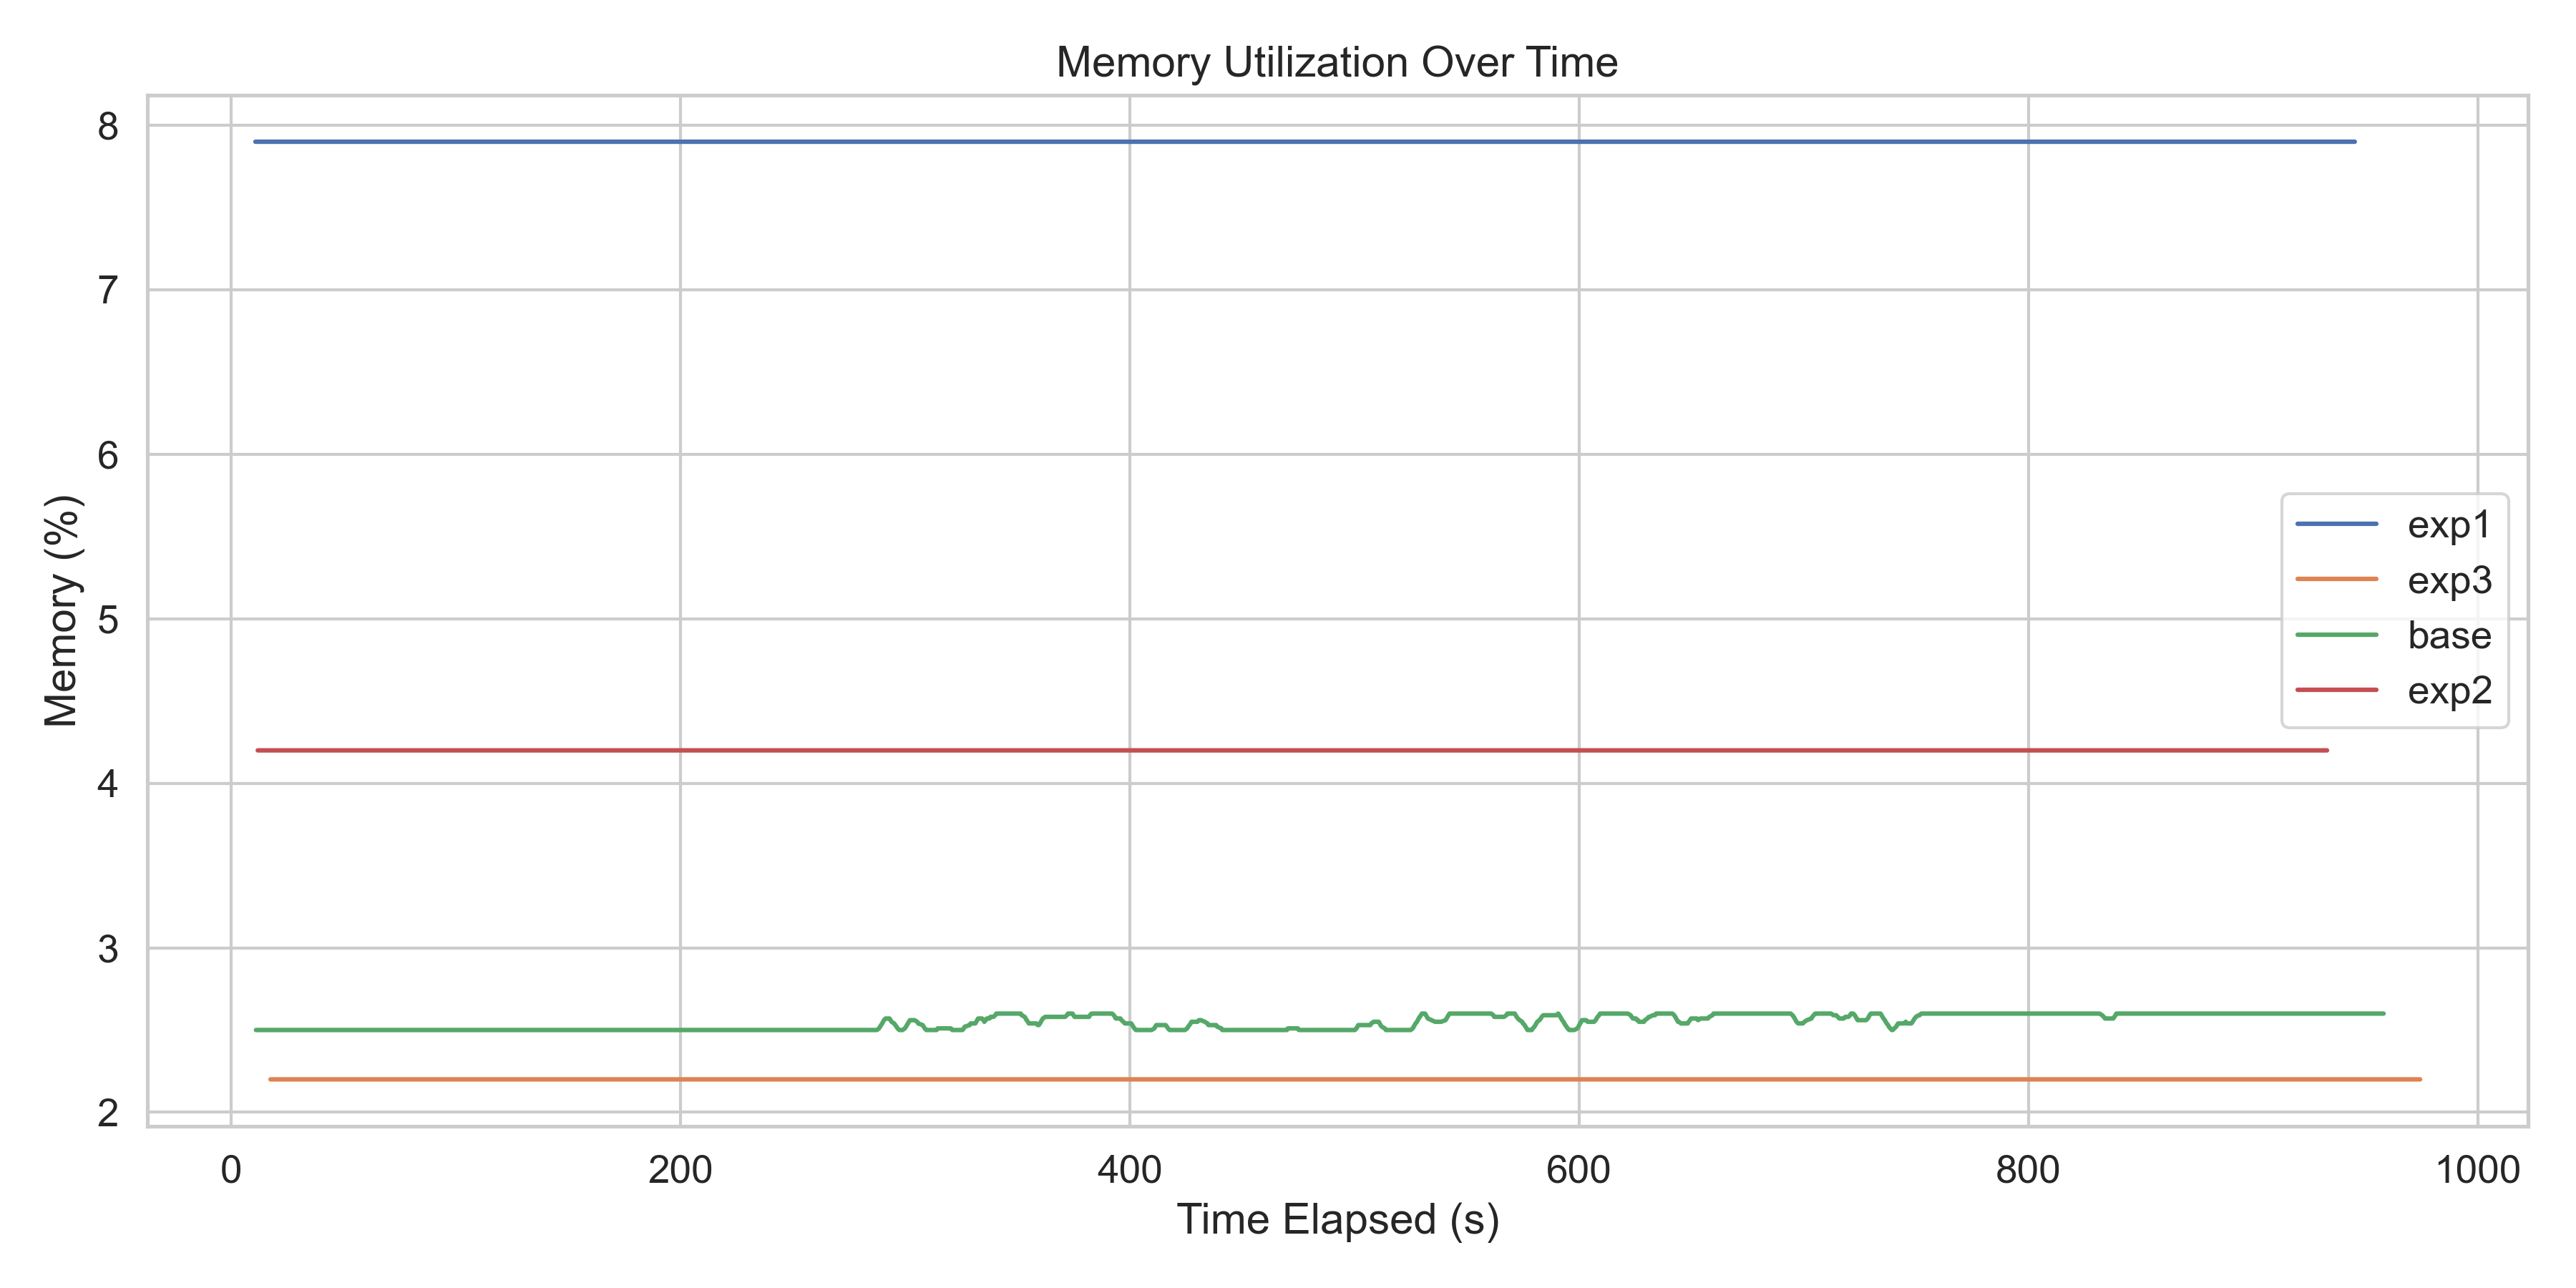 Memory Utilization Over Time
Memory (%)
8
7
6
5
4
3
2
exp1
exp3
base
exp2
0 200 400 600 800 1000
Time Elapsed (s)